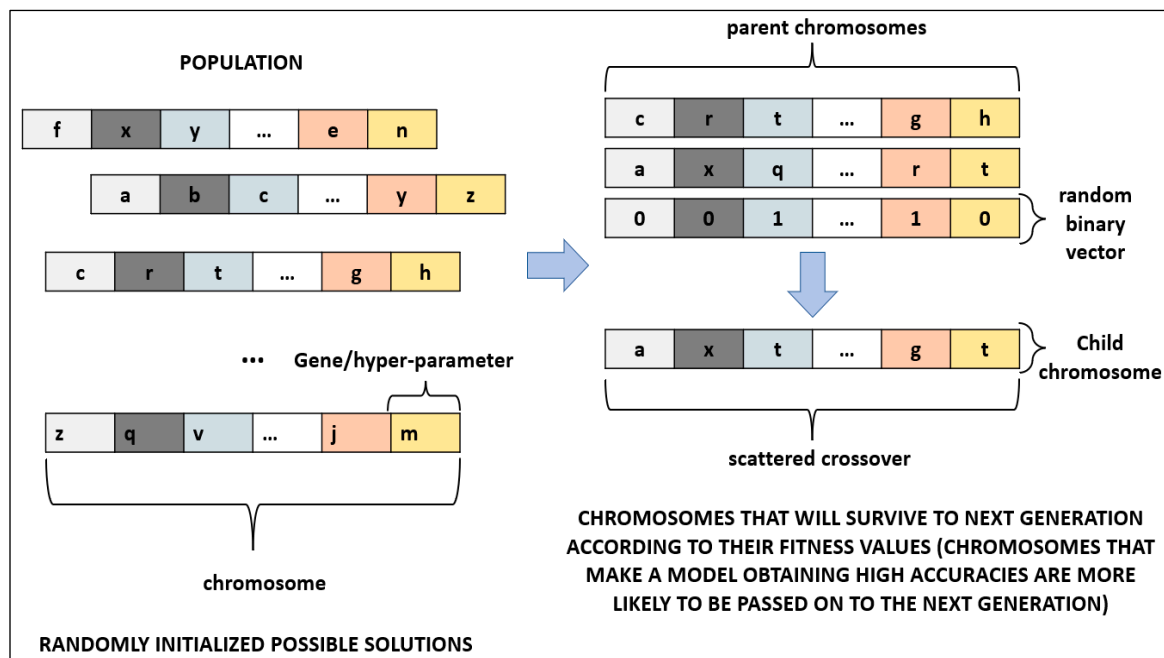 POPULATION
f x y ... e n
a b c ... y z
c r t ... g h
... Gene/hyper-parameter
z q v ... j m
chromosome
RANDOMLY INITIALIZED POSSIBLE SOLUTIONS
parent chromosomes
c r t ... g h
a x q ... r t
0 0 1 ... 1 0
random
binary
vector
a x t ... g t
Child
chromosome
scattered crossover
CHROMOSOMES THAT WILL SURVIVE TO NEXT GENERATION
ACCORDING TO THEIR FITNESS VALUES (CHROMOSOMES THAT
MAKE A MODEL OBTAINING HIGH ACCURACIES ARE MORE
LIKELY TO BE PASSED ON TO THE NEXT GENERATION)